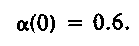 α(0) = 0.6.